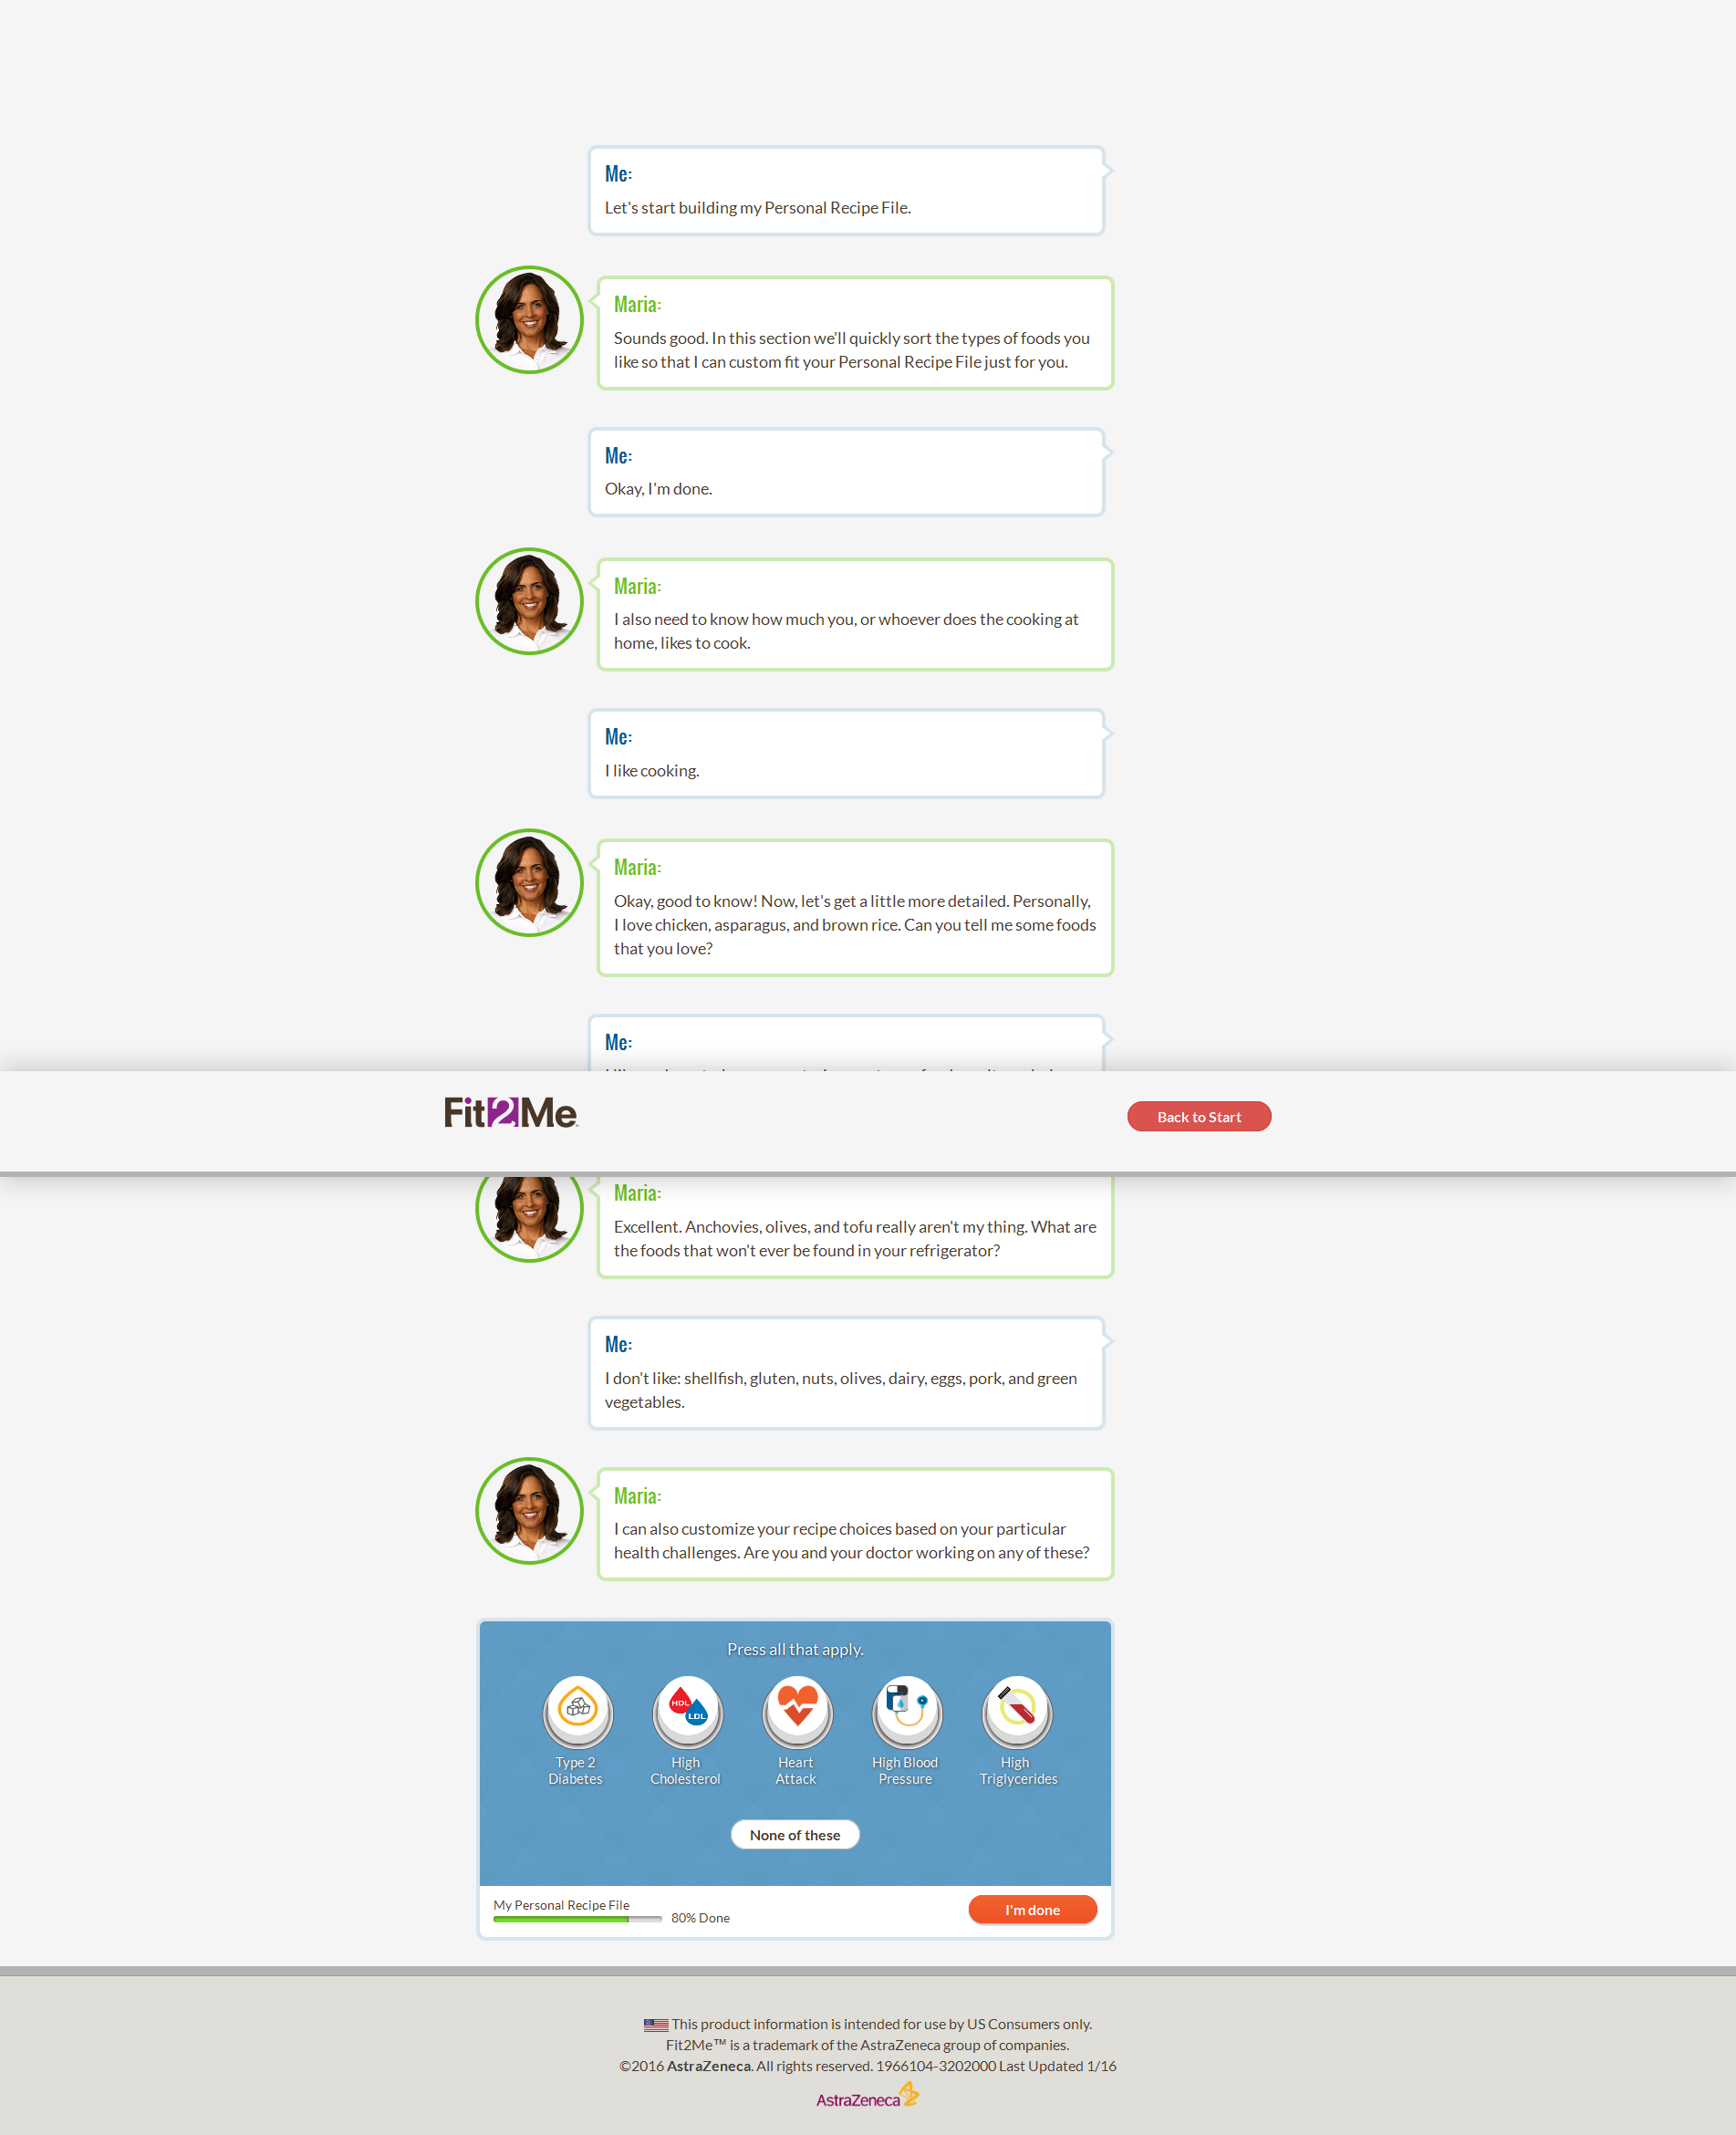 Me:
Let's start building my Personal Recipe File.
Maria:
Sounds good. In this section we’ll quickly sort the types of foods you
like so that I can custom fit your Personal Recipe File just for you.
Me:
Okay, I'm done.
Maria:
I also need to know how much you, or whoever does the cooking at
home, likes to cook.
Me:
I like cooking.
Maria:
Okay, good to know! Now, let's get a little more detailed. Personally,
I love chicken, asparagus, and brown rice. Can you tell me some foods
that you love?
Me:
Fit2Me™
Back to Start
Maria:
Excellent. Anchovies, olives, and tofu really aren't my thing. What are
the foods that won't ever be found in your refrigerator?
Me:
I don't like: shellfish, gluten, nuts, olives, dairy, eggs, pork, and green
vegetables.
Maria:
I can also customize your recipe choices based on your particular
health challenges. Are you and your doctor working on any of these?
Press all that apply.
HDL
LDL
Type 2
Diabetes
High
Cholesterol
Heart
Attack
High Blood
Pressure
High
Triglycerides
None of these
My Personal Recipe File
80% Done
I'm done
This product information is intended for use by US Consumers only.
Fit2Me™ is a trademark of the AstraZeneca group of companies.
©2016 AstraZeneca. All rights reserved. 1966104-3202000 Last Updated 1/16
AstraZeneca